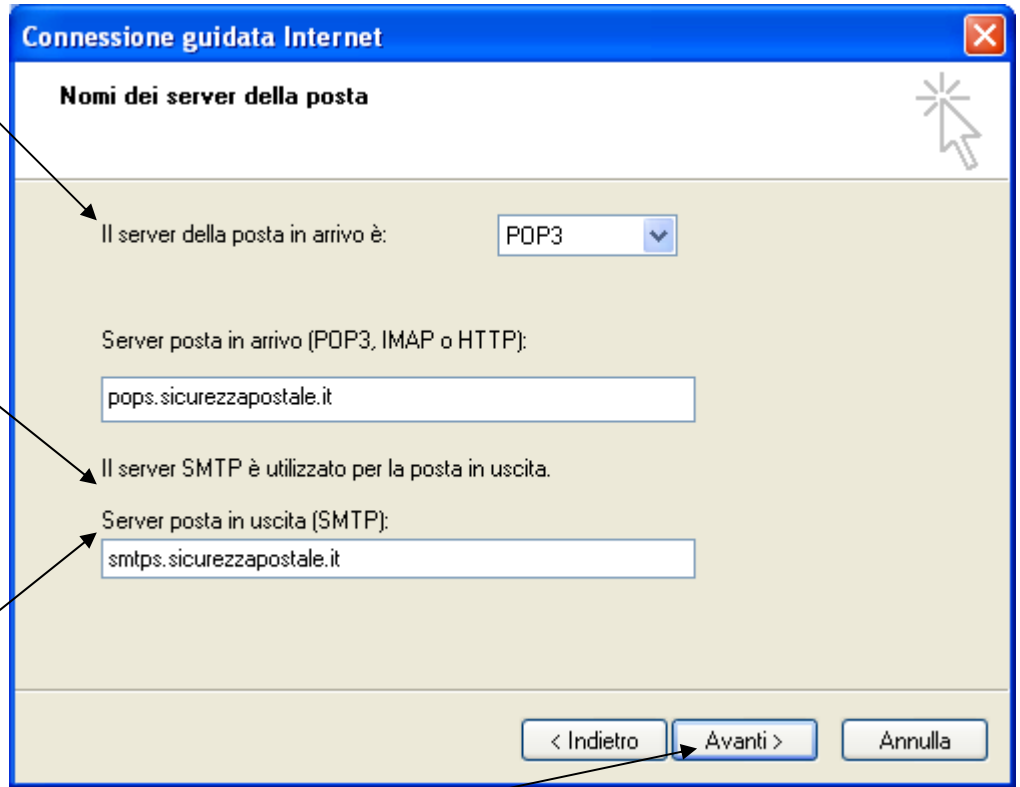 Connessione guidata Internet
Nomi dei server della posta
Il server della posta in arrivo è: POP3
Server posta in arrivo (POP3, IMAP o HTTP):
pops.sicurezzapostale.it
Il server SMTP è utilizzato per la posta in uscita.
Server posta in uscita (SMTP):
smtps.sicurezzapostale.it
< Indietro Avanti > Annulla